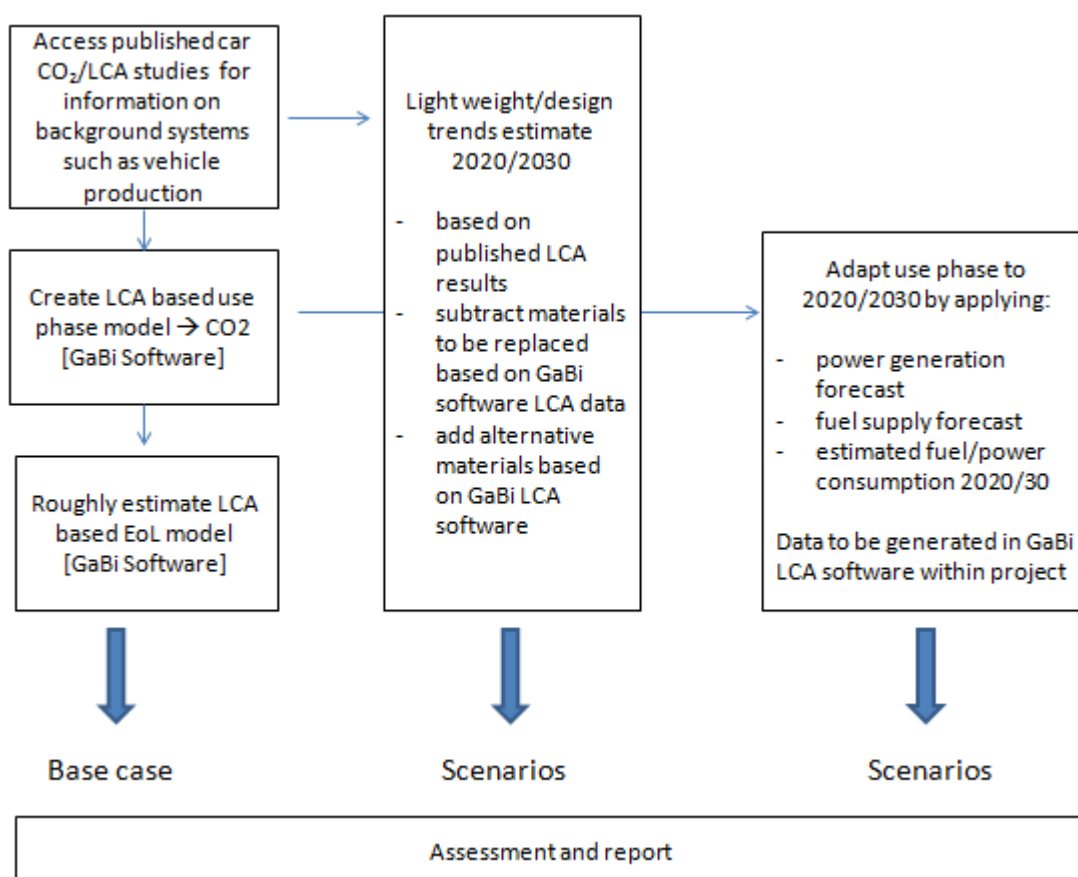 Access published car
CO₂/LCA studies for
information on
background systems
such as vehicle
production
Create LCA based use
phase model → CO2
[GaBi Software]
Roughly estimate LCA
based EoL model
[GaBi Software]
Light weight/design
trends estimate
2020/2030
- based on
published LCA
results
- subtract materials
to be replaced
based on GaBi
software LCA data
- add alternative
materials based
on GaBi LCA
software
Adapt use phase to
2020/2030 by applying:
- power generation
forecast
- fuel supply forecast
- estimated fuel/power
consumption 2020/30
Data to be generated in GaBi
LCA software within project
Base case
Scenarios
Scenarios
Assessment and report